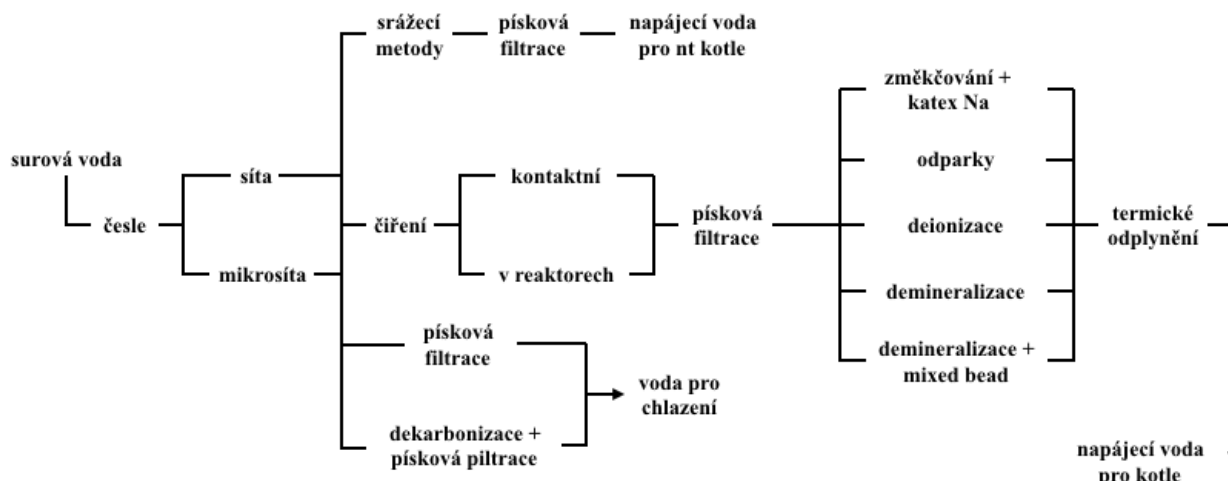 srážecí
metody
písková
filtrace
napájecí voda
pro nt kotle
surová voda
česle
síta
mikrosíta
čiření
kontaktní
v reaktorech
písková
filtrace
změkčování +
katex Na
odparky
deionizace
demineralizace
demineralizace +
mixed bead
termické
odplynění
písková
filtrace
dekarbonizace +
písková piltrace
voda pro
chlazení
napájecí voda
pro kotle